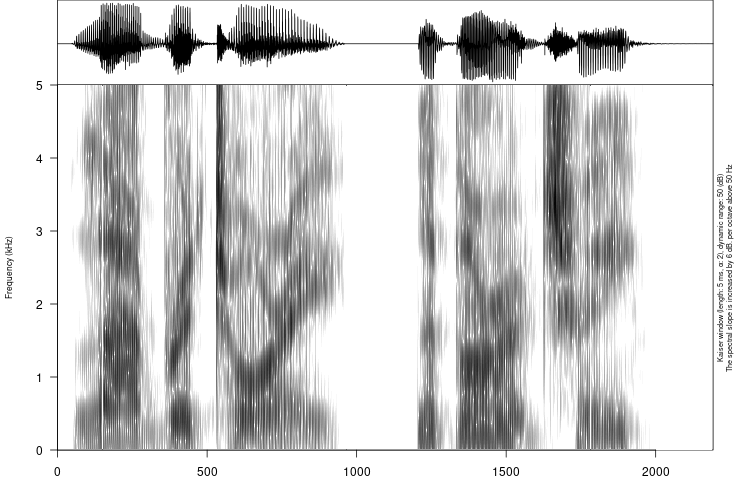 5
4
3
2
1
0
Frequency (kHz)
0 500 1000 1500 2000
Kaiser window (length: 5 ms, α: 2), dynamic range: 50 (dB)
The spectral slope is increased by 6 dB. per octave above 50 Hz